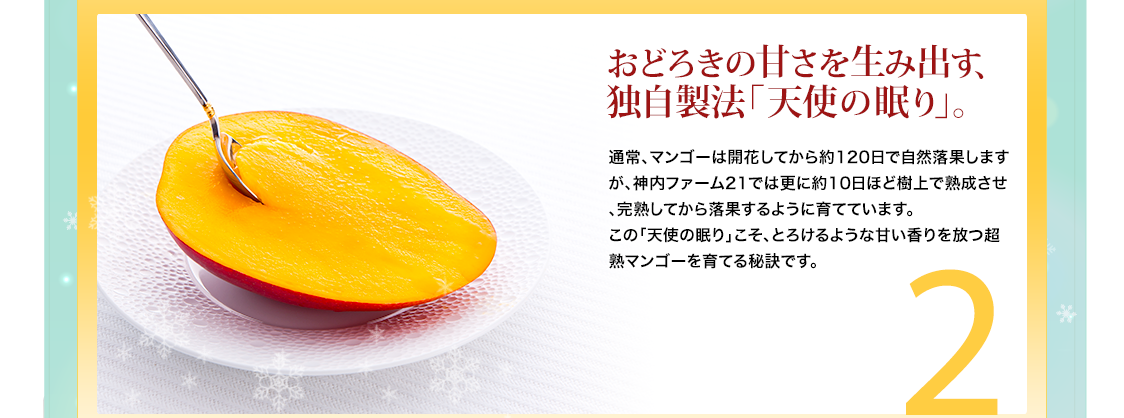 おどろきの甘さを生み出す、
独自製法「天使の眠り」。
通常、マンゴーは開花してから約120日で自然落果します
が、神内ファーム21では更に約10日ほど樹上で熟成させ
、完熟してから落果するように育てています。
この「天使の眠り」こそ、とろけるような甘い香りを放つ超
熟マンゴーを育てる秘訣です。
2